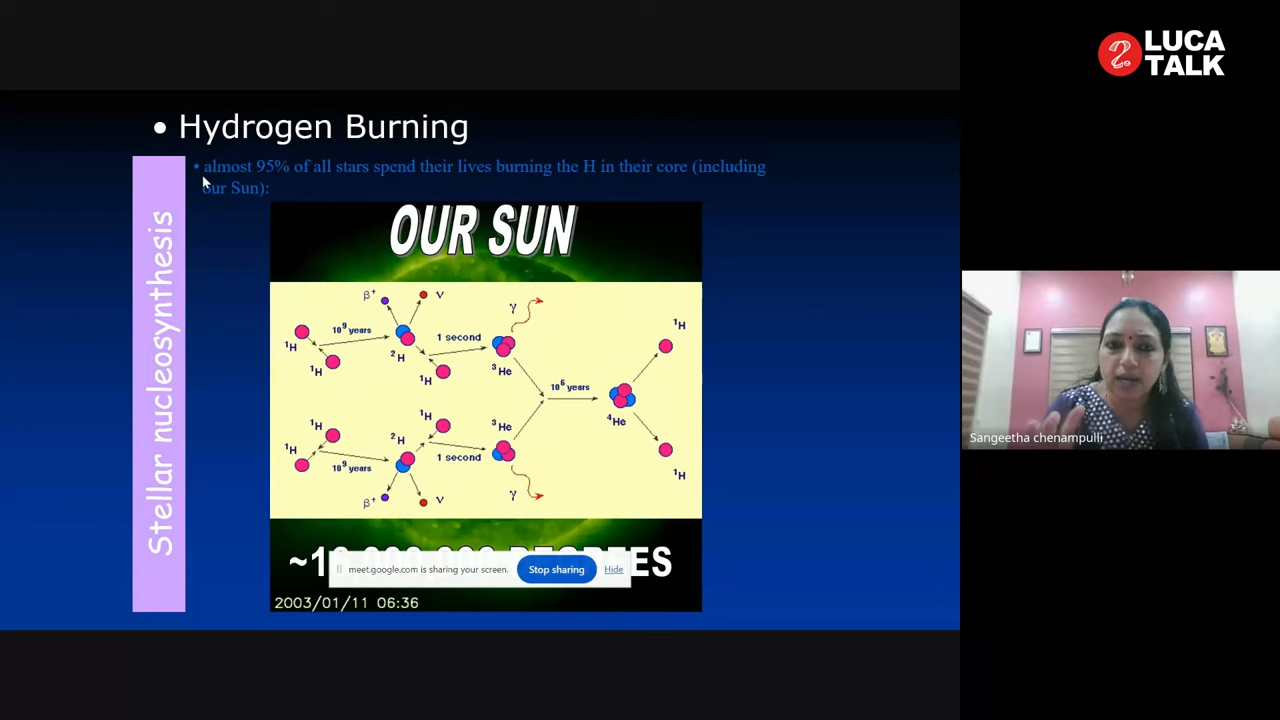 LUCA
TALK
• Hydrogen Burning
• almost 95% of all stars spend their lives burning the H in their core (including
our Sun):
Stellar nucleosynthesis
OUR SUN
β⁺
ν
γ
¹H
10⁹ years
²H
1 second
¹H
¹H
³He
¹H
10⁶ years
⁴He
¹H
¹H
¹H
²H
³He
10⁹ years
1 second
¹H
β⁺
ν
γ
meet.google.com is sharing your screen.
Stop sharing
Hide
2003/01/11 06:36
Sangeetha chenampulli